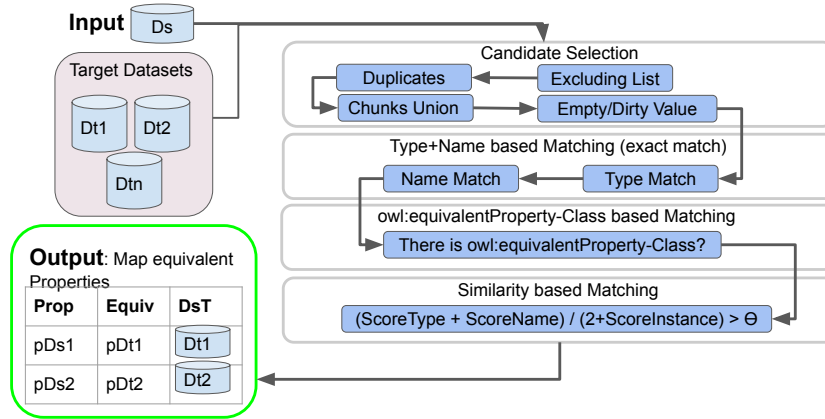 Input
Ds
Target Datasets
Dt1
Dt2
Dtn
Candidate Selection
Duplicates
Excluding List
Chunks Union
Empty/Dirty Value
Type+Name based Matching (exact match)
Name Match
Type Match
owl:equivalentProperty-Class based Matching
There is owl:equivalentProperty-Class?
Similarity based Matching
(ScoreType + ScoreName) / (2+ScoreInstance) > Θ
Output: Map equivalent
Properties
Prop Equiv DsT
pDs1 pDt1 Dt1
pDs2 pDt2 Dt2